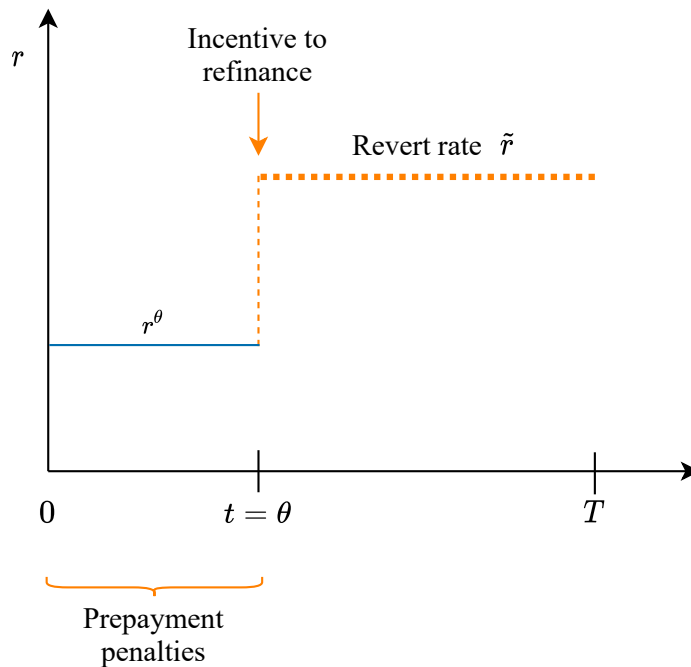 Incentive to
refinance
r
Revert rate r̃
r^θ
0
t = θ
T
Prepayment
penalties